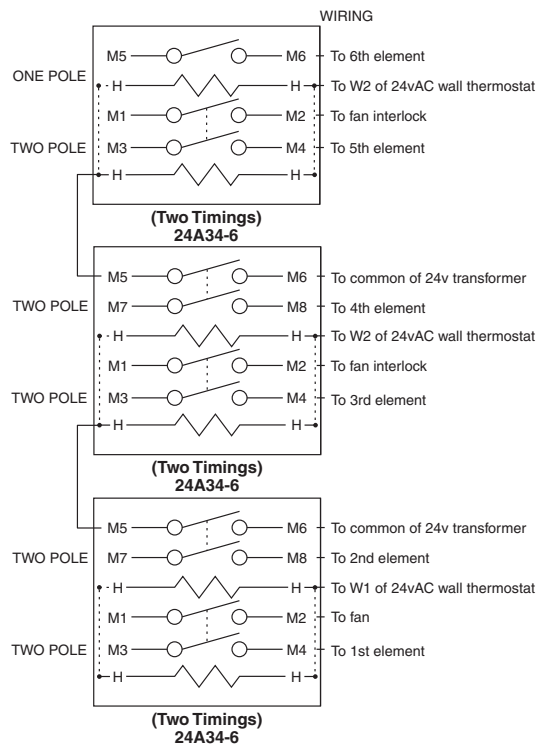 WIRING
M5 M6 To 6th element
ONE POLE
H H To W2 of 24vAC wall thermostat
M1 M2 To fan interlock
TWO POLE M3 M4 To 5th element
H H
(Two Timings)
24A34-6
M5 M6 To common of 24v transformer
TWO POLE M7 M8 To 4th element
H H To W2 of 24vAC wall thermostat
M1 M2 To fan interlock
TWO POLE M3 M4 To 3rd element
H H
(Two Timings)
24A34-6
M5 M6 To common of 24v transformer
TWO POLE M7 M8 To 2nd element
H H To W1 of 24vAC wall thermostat
M1 M2 To fan
TWO POLE M3 M4 To 1st element
H H
(Two Timings)
24A34-6